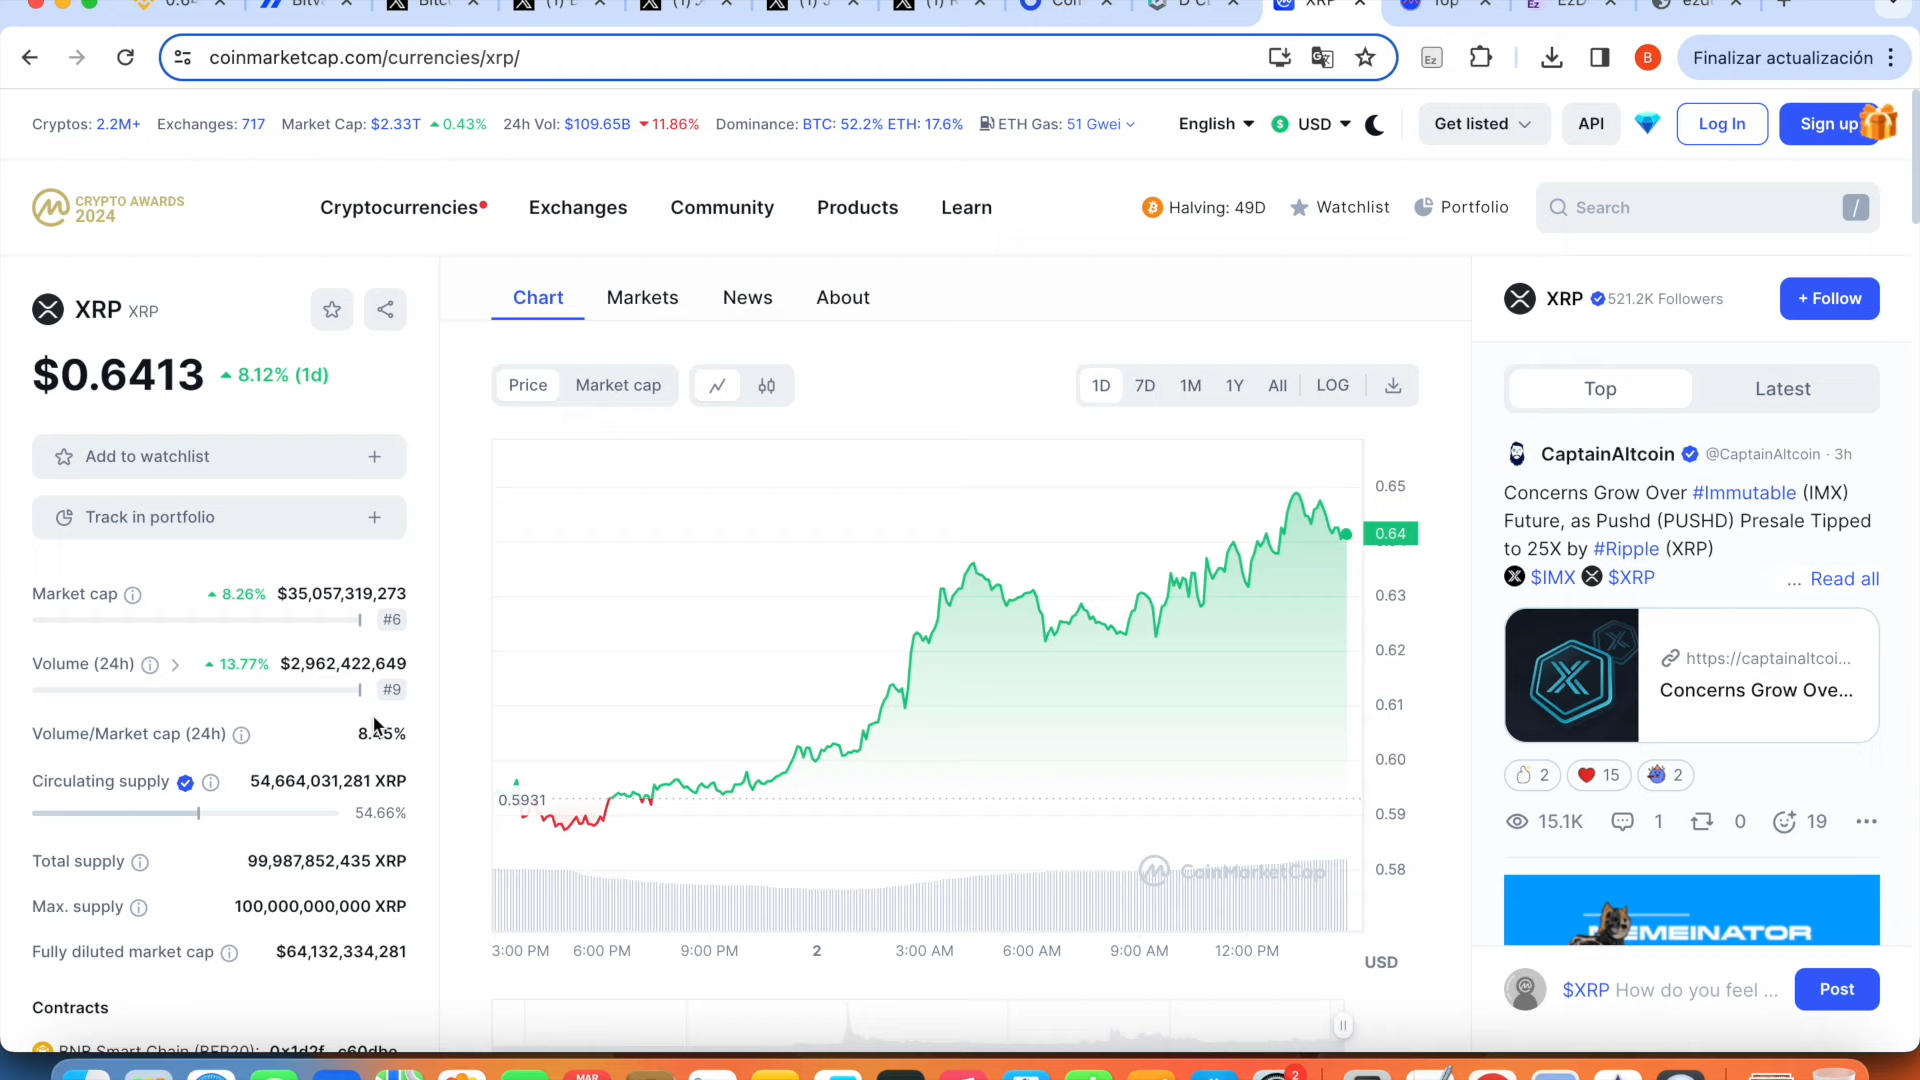 coinmarketcap.com/currencies/xrp/
Finalizar actualización
Cryptos: 2.2M+ Exchanges: 717 Market Cap: $2.33T 0.43% 24h Vol: $109.65B 11.86% Dominance: BTC: 52.2% ETH: 17.6% ETH Gas: 51 Gwei
English USD Get listed API Log In Sign up
CRYPTO AWARDS
2024
Cryptocurrencies Exchanges Community Products Learn
Halving: 49D Watchlist Portfolio Search /
XRP XRP
$0.6413 8.12% (1d)
Add to watchlist +
Track in portfolio +
Market cap 8.26% $35,057,319,273
#6
Volume (24h) 13.77% $2,962,422,649
#9
Volume/Market cap (24h)
Circulating supply 54,664,031,281 XRP
54.66%
Total supply 99,987,852,435 XRP
Max. supply 100,000,000,000 XRP
Fully diluted market cap $64,132,334,281
Contracts
BNB Smart Chain (BEP20):
Chart Markets News About
Price Market cap
1D 7D 1M 1Y All LOG
0.65
0.64
0.63
0.62
0.61
0.60
0.59
0.58
0.5931
CoinMarketCap
3:00 PM 6:00 PM 9:00 PM 2 3:00 AM 6:00 AM 9:00 AM 12:00 PM
USD
XRP 521.2K Followers + Follow
Top Latest
CaptainAltcoin @CaptainAltcoin · 3h
Concerns Grow Over #Immutable (IMX)
Future, as Pushd (PUSHD) Presale Tipped
to 25X by #Ripple (XRP)
$IMX $XRP ... Read all
https://captainaltcoi...
Concerns Grow Ove...
2 15 2
15.1K 1 0 19
MEMEINATOR
$XRP How do you feel ... Post
MAR
2